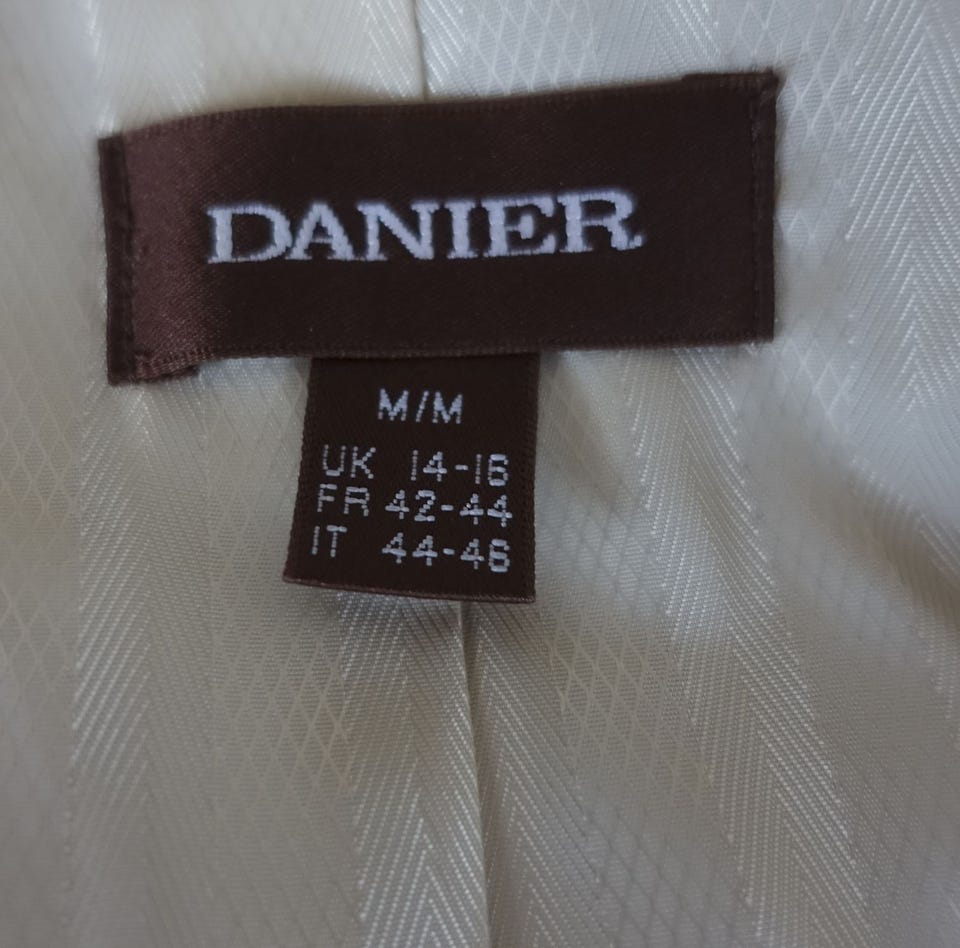 DANIER
M/M
UK 14-16
FR 42-44
IT 44-46